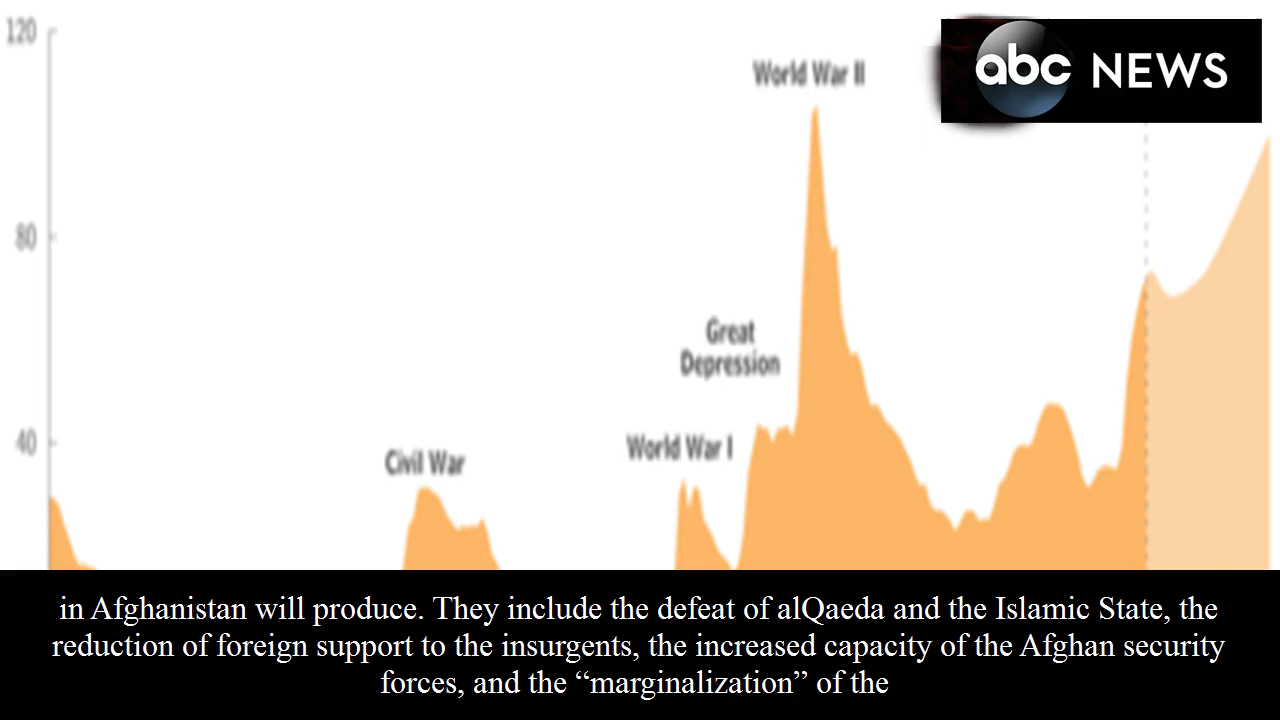 120
abc NEWS
World War II
80
Great
Depression
40
Civil War
World War I
in Afghanistan will produce. They include the defeat of alQaeda and the Islamic State, the
reduction of foreign support to the insurgents, the increased capacity of the Afghan security
forces, and the “marginalization” of the